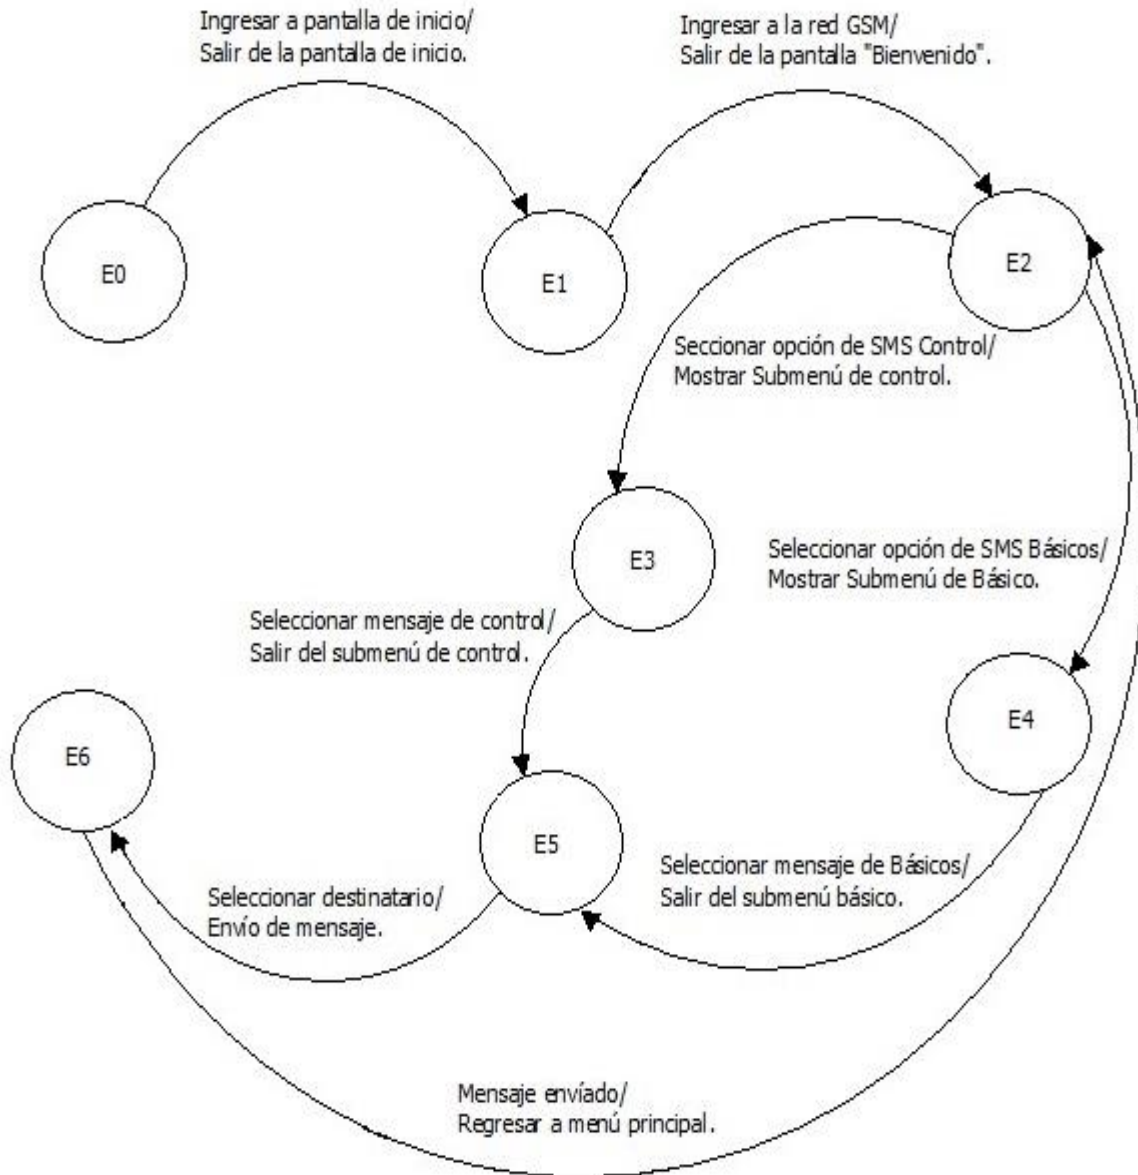 Ingresar a pantalla de inicio/
Salir de la pantalla de inicio.
Ingresar a la red GSM/
Salir de la pantalla "Bienvenido".
E0
E1
E2
Seccionar opción de SMS Control/
Mostrar Submenú de control.
E3
Seleccionar opción de SMS Básicos/
Mostrar Submenú de Básico.
Seleccionar mensaje de control/
Salir del submenú de control.
E4
E6
E5
Seleccionar mensaje de Básicos/
Salir del submenú básico.
Seleccionar destinatario/
Envío de mensaje.
Mensaje envíado/
Regresar a menú principal.